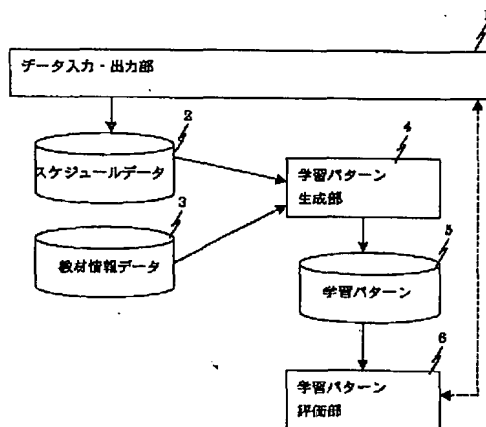 1
データ入力・出力部
2
スケジュールデータ
4
学習パターン
生成部
3
教材情報データ
5
学習パターン
6
学習パターン
評価部